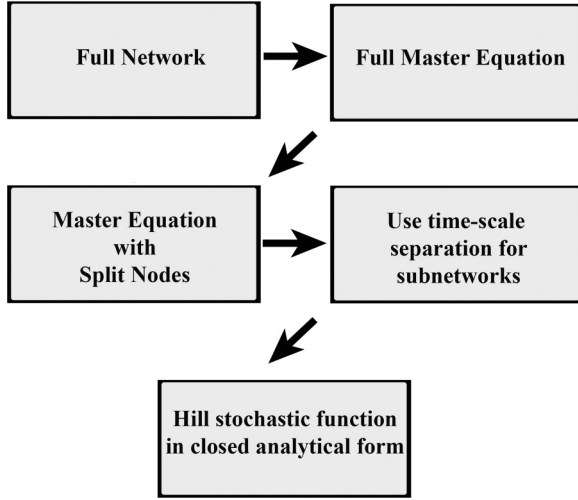 Full Network
Full Master Equation
Master Equation
with
Split Nodes
Use time-scale
separation for
subnetworks
Hill stochastic function
in closed analytical form